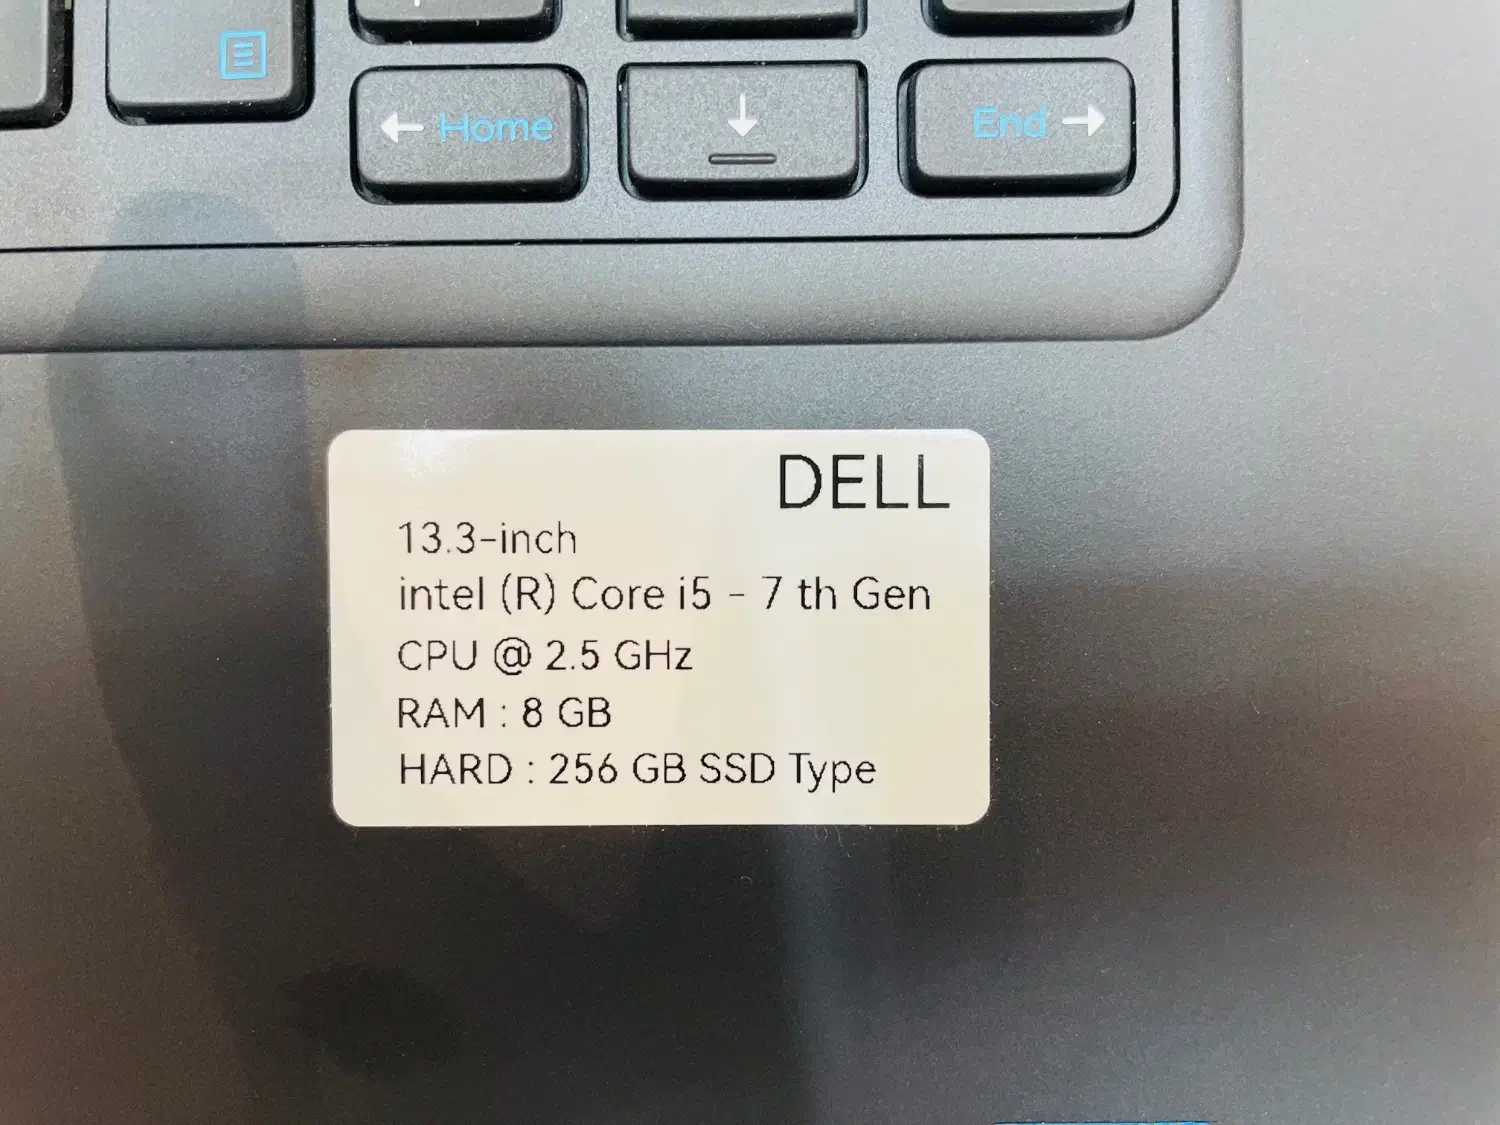 ← Home ↓ End →
DELL
13.3-inch
intel (R) Core i5 - 7 th Gen
CPU @ 2.5 GHz
RAM : 8 GB
HARD : 256 GB SSD Type